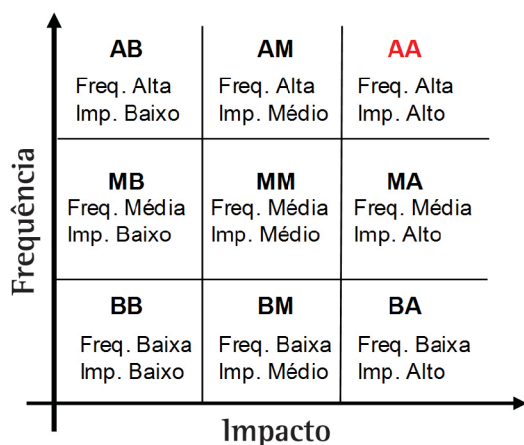 AB
Freq. Alta
Imp. Baixo
AM
Freq. Alta
Imp. Médio
AA
Freq. Alta
Imp. Alto
MB
Freq. Média
Imp. Baixo
MM
Freq. Média
Imp. Médio
MA
Freq. Média
Imp. Alto
BB
Freq. Baixa
Imp. Baixo
BM
Freq. Baixa
Imp. Médio
BA
Freq. Baixa
Imp. Alto
Frequência
Impacto